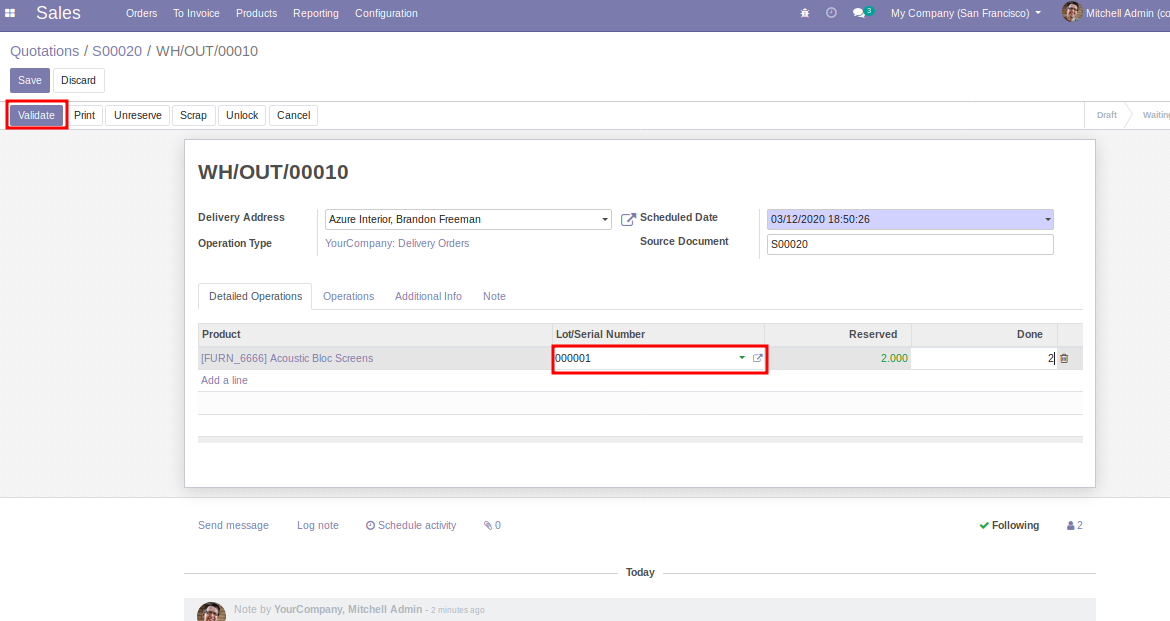 Sales Orders To Invoice Products Reporting Configuration 3 My Company (San Francisco) Mitchell Admin (co
Quotations / S00020 / WH/OUT/00010
Save Discard
Validate Print Unreserve Scrap Unlock Cancel Draft Waiting
WH/OUT/00010
Delivery Address Azure Interior, Brandon Freeman Scheduled Date 03/12/2020 18:50:26
Operation Type YourCompany: Delivery Orders Source Document S00020
Detailed Operations Operations Additional Info Note
Product Lot/Serial Number Reserved Done
[FURN_6666] Acoustic Bloc Screens 000001 2.000 2
Add a line
Send message Log note Schedule activity 0 Following 2
Today
Note by YourCompany, Mitchell Admin - 2 minutes ago